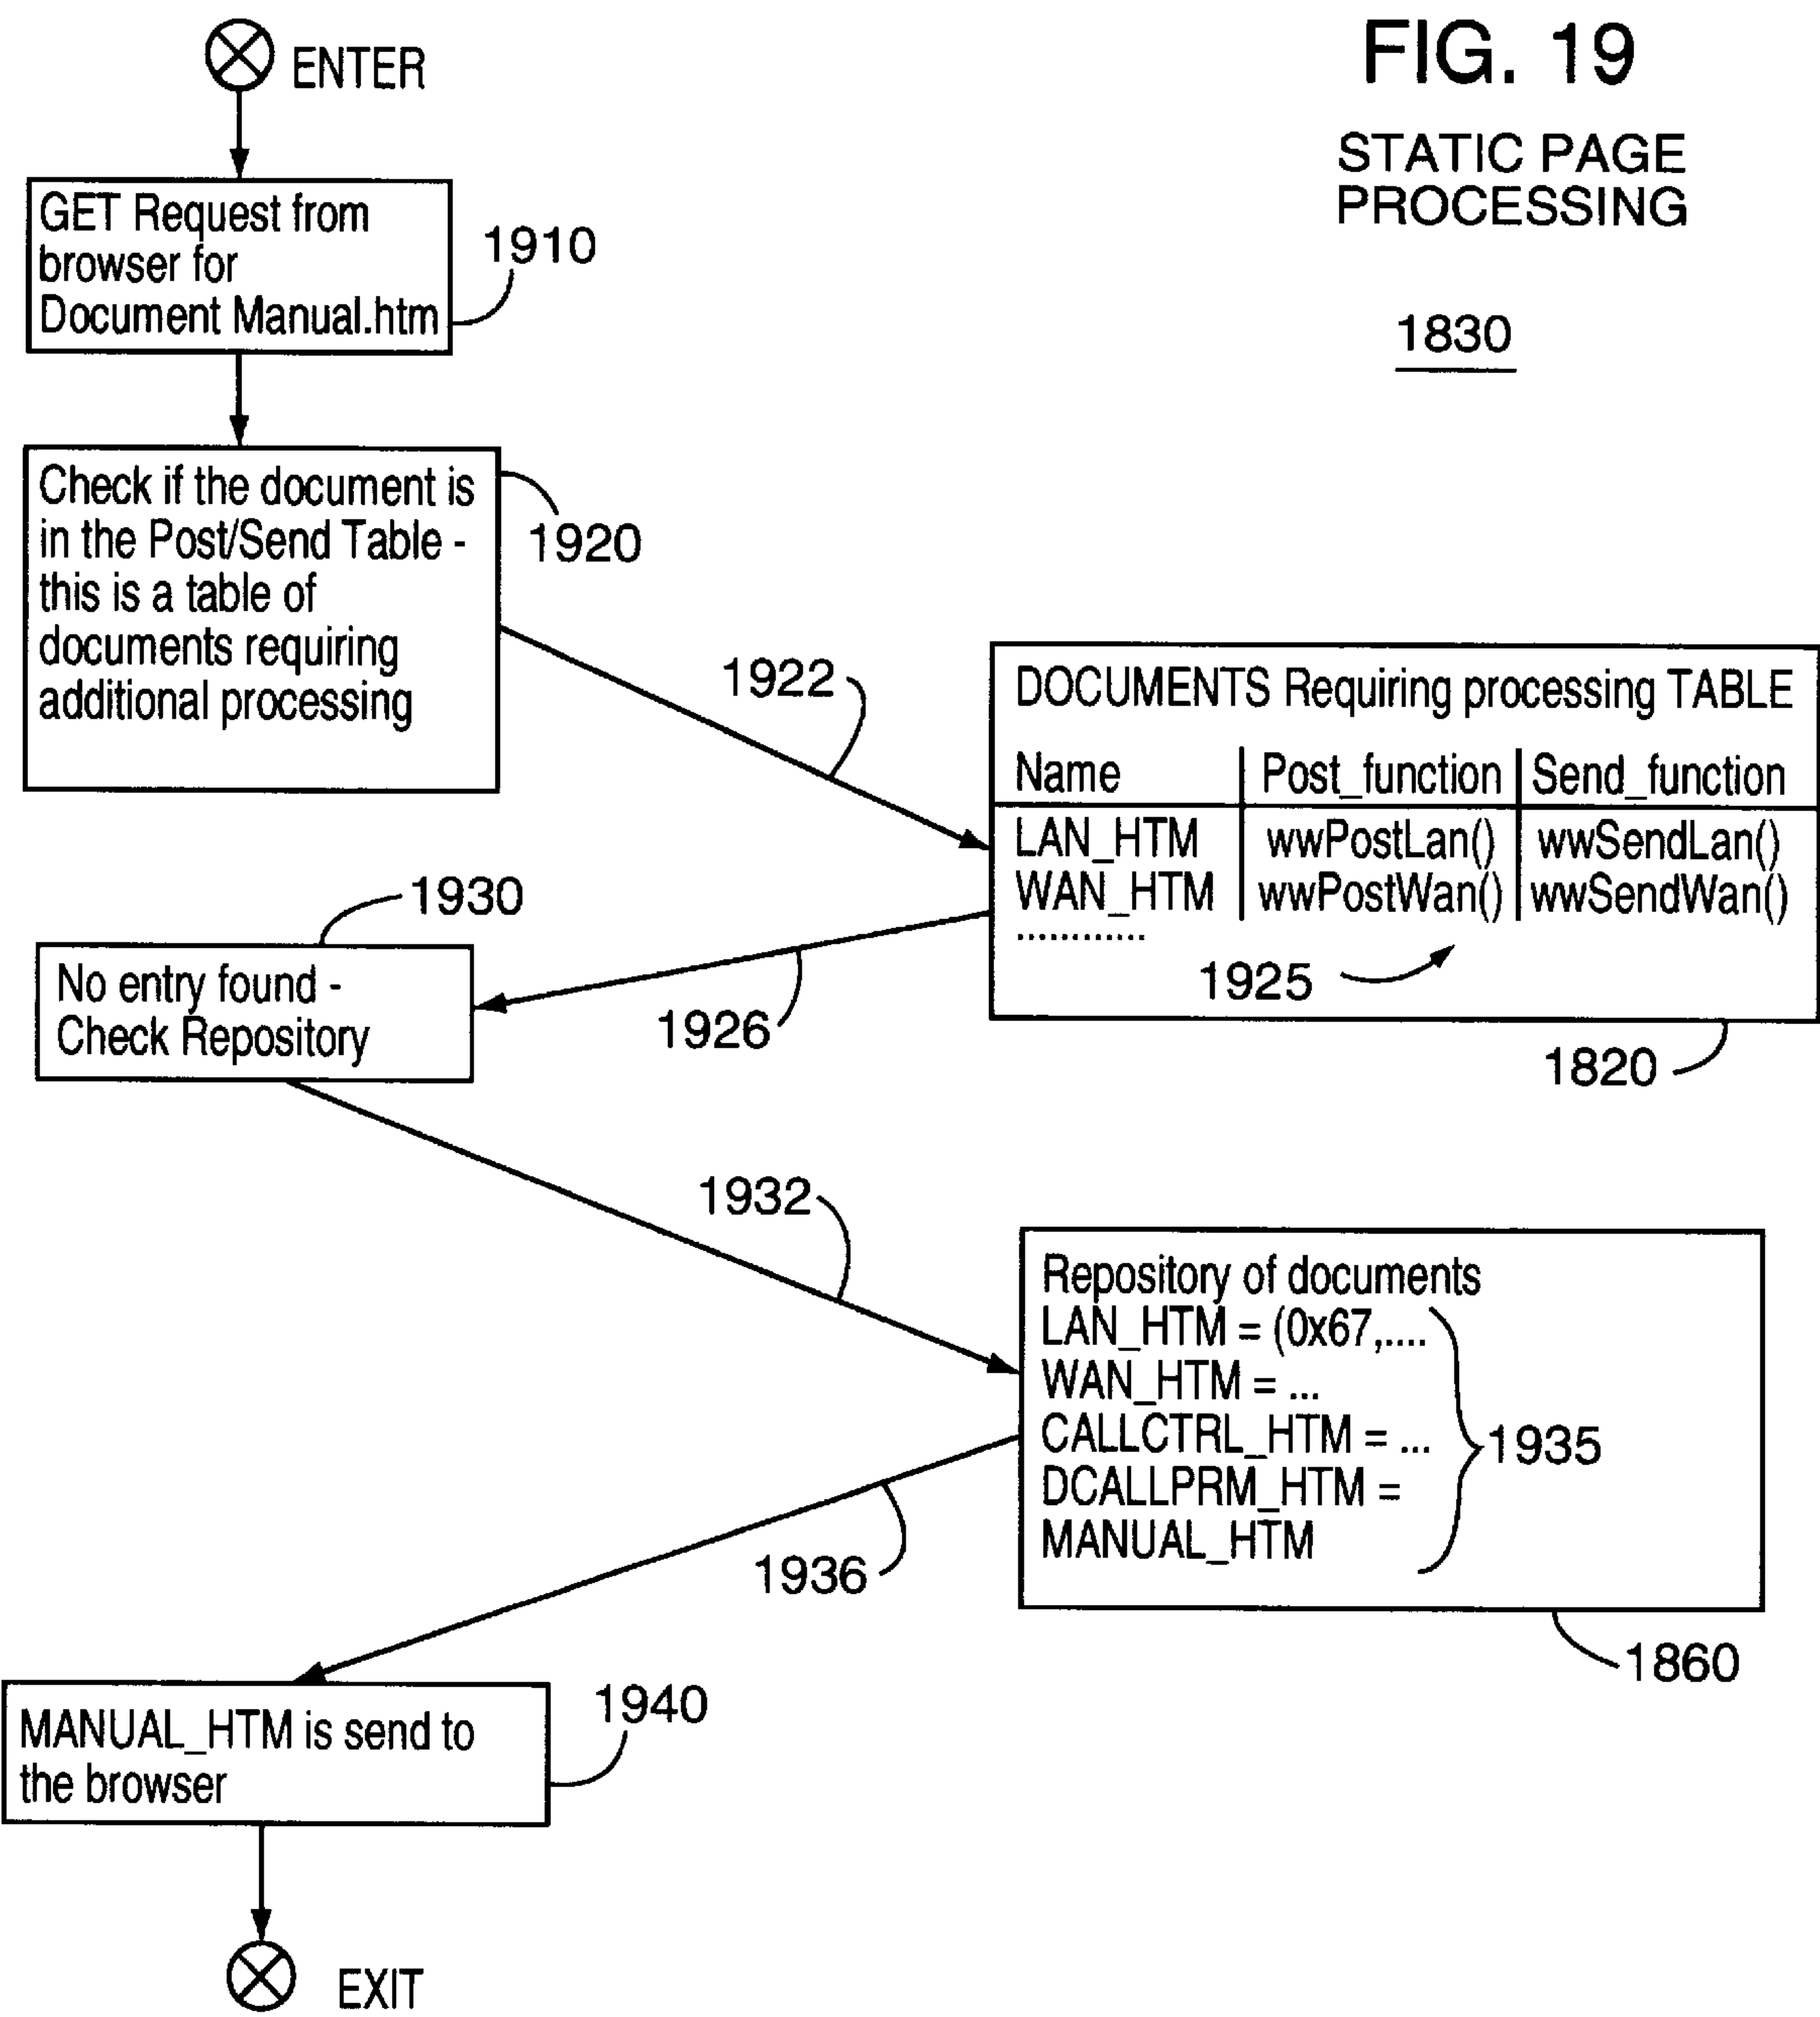 FIG. 19
STATIC PAGE
PROCESSING
1830
ENTER
GET Request from
browser for
Document Manual.htm
1910
Check if the document is
in the Post/Send Table -
this is a table of
documents requiring
additional processing
1920
1922
DOCUMENTS Requiring processing TABLE
Name Post_function Send_function
LAN_HTM wwPostLan() wwSendLan()
WAN_HTM wwPostWan() wwSendWan()
............
1925
1820
1926
1930
No entry found -
Check Repository
1932
Repository of documents
LAN_HTM = (0x67,....
WAN_HTM = ...
CALLCTRL_HTM = ...
DCALLPRM_HTM =
MANUAL_HTM
1935
1860
1936
MANUAL_HTM is send to
the browser
1940
EXIT